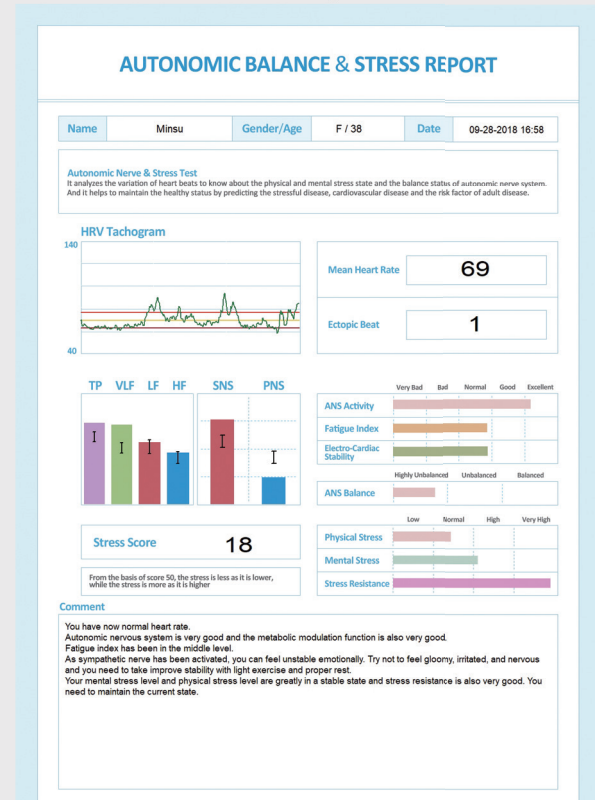 AUTONOMIC BALANCE & STRESS REPORT
Name Minsu Gender/Age F / 38 Date 09-28-2018 16:58
Autonomic Nerve & Stress Test
It analyzes the variation of heart beats to know about the physical and mental stress state and the balance status of autonomic nerve system.
And it helps to maintain the healthy status by predicting the stressful disease, cardiovascular disease and the risk factor of adult disease.
HRV Tachogram
140
40
Mean Heart Rate 69
Ectopic Beat 1
TP VLF LF HF SNS PNS
Very Bad Bad Normal Good Excellent
ANS Activity
Fatigue Index
Electro-Cardiac
Stability
Highly Unbalanced Unbalanced Balanced
ANS Balance
Stress Score 18
From the basis of score 50, the stress is less as it is lower,
while the stress is more as it is higher
Low Normal High Very High
Physical Stress
Mental Stress
Stress Resistance
Comment
You have now normal heart rate.
Autonomic nervous system is very good and the metabolic modulation function is also very good.
Fatigue index has been in the middle level.
As sympathetic nerve has been activated, you can feel unstable emotionally. Try not to feel gloomy, irritated, and nervous
and you need to take improve stability with light exercise and proper rest.
Your mental stress level and physical stress level are greatly in a stable state and stress resistance is also very good. You
need to maintain the current state.